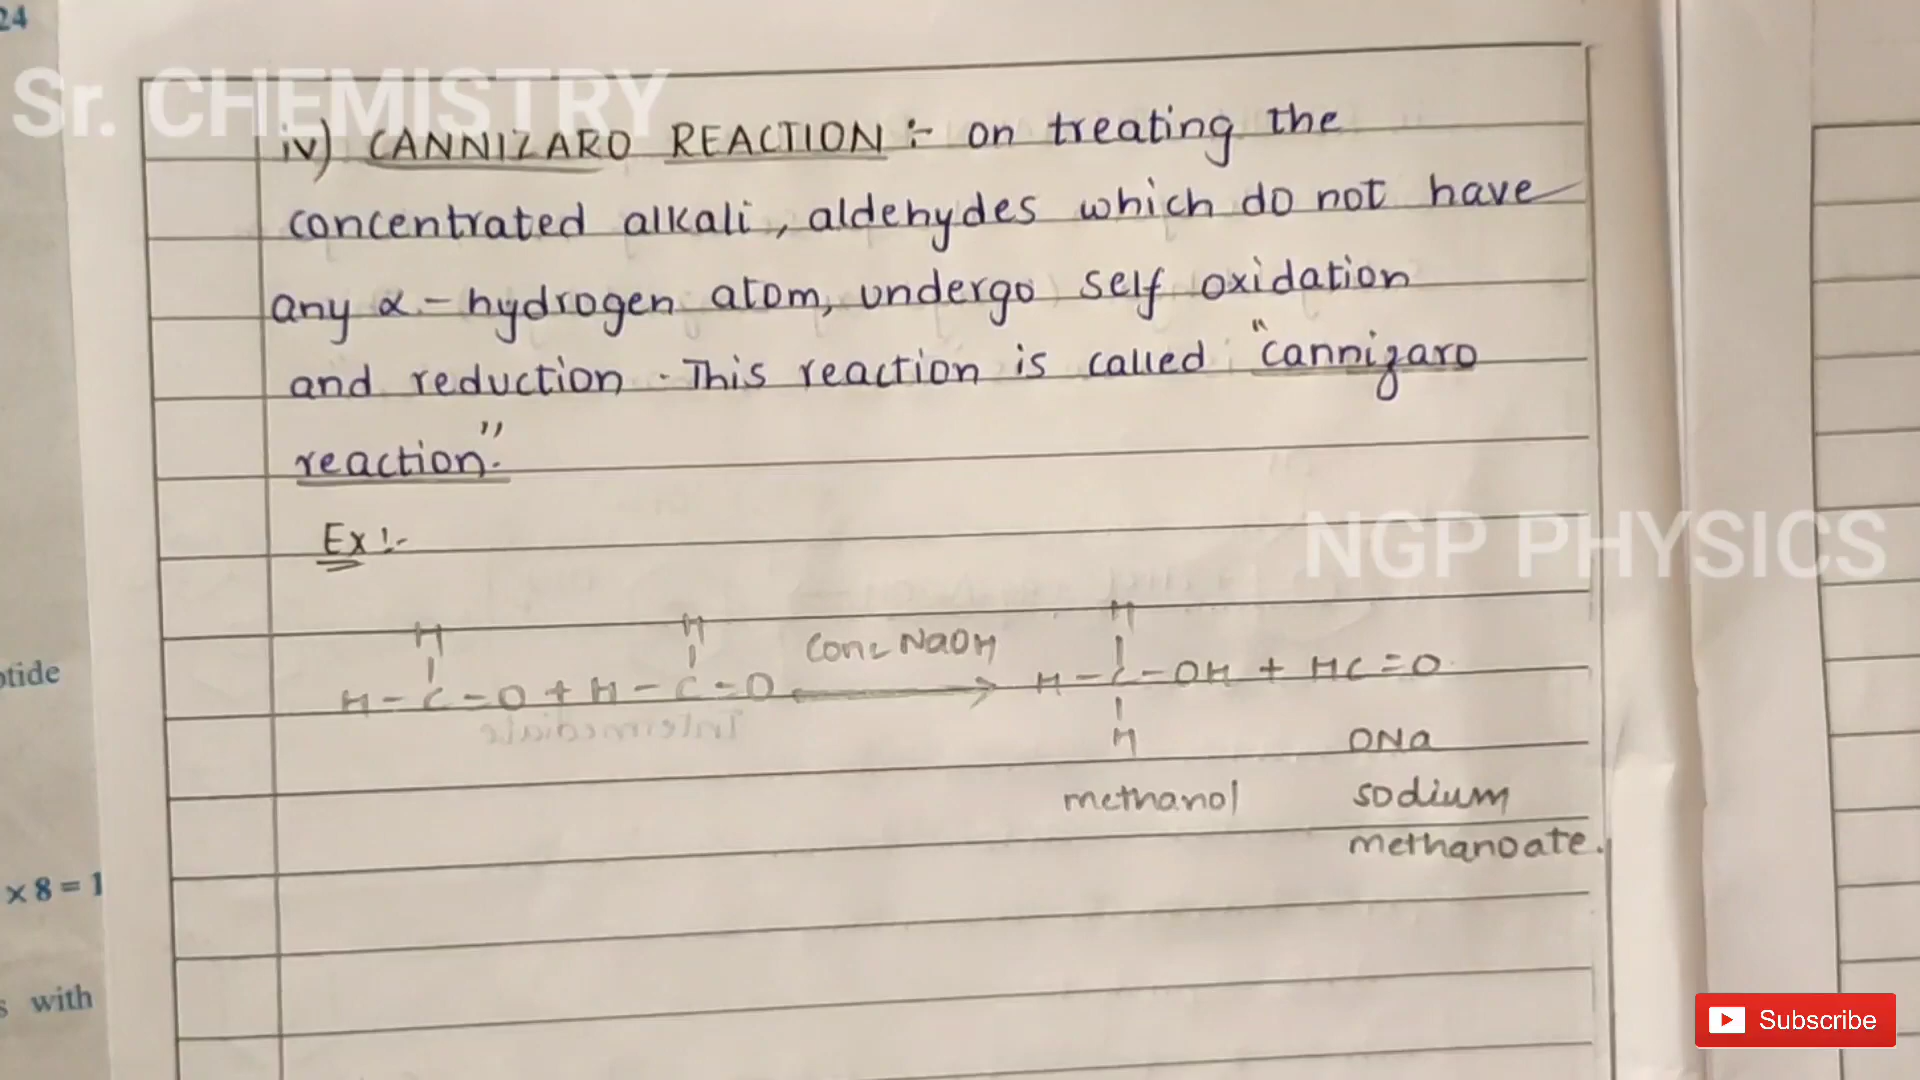 24
Sr. CHEMISTRY
iv) CANNIZARO REACTION :- on treating the
concentrated alkali, aldehydes which do not have
any α - hydrogen atom, undergo self oxidation
and reduction. This reaction is called "cannizaro
reaction."
Ex :-
NGP PHYSICS
H H H
Conc NaOH
H - C = O + H - C = O → H - C - OH + HC = O
H ONa
methanol sodium
methanoate.
Intermediate
ptide
x 8 = 1
s with
Subscribe